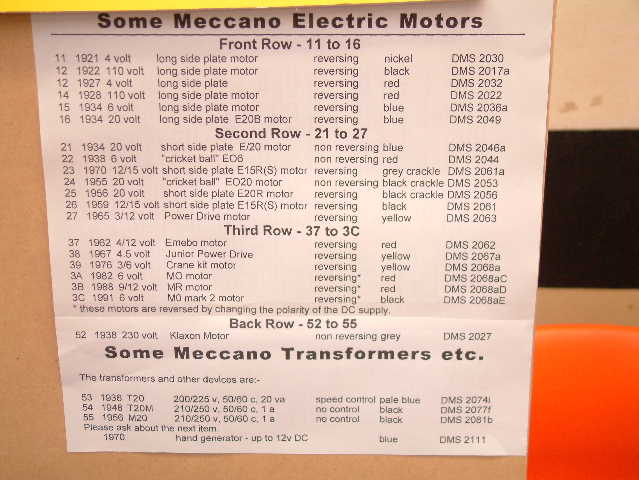 Some Meccano Electric Motors
Front Row - 11 to 16
11 1921 4 volt long side plate motor reversing nickel DMS 2030
12 1922 110 volt long side plate motor reversing black DMS 2017a
12 1927 4 volt long side plate reversing red DMS 2032
14 1928 110 volt long side plate motor reversing red DMS 2022
15 1934 6 volt long side plate motor reversing blue DMS 2036a
16 1934 20 volt long side plate E20B motor reversing blue DMS 2049
Second Row - 21 to 27
21 1934 20 volt short side plate E/20 motor non reversing blue DMS 2046a
22 1938 6 volt "cricket ball" EO6 non reversing red DMS 2044
23 1970 12/15 volt short side plate E15R(S) motor reversing grey crackle DMS 2061a
24 1955 20 volt "cricket ball" EO20 motor non reversing black crackle DMS 2053
25 1956 20 volt short side plate E20R motor reversing black crackle DMS 2056
26 1959 12/15 volt short side plate E15R(S) motor reversing black DMS 2061
27 1965 3/12 volt Power Drive motor reversing yellow DMS 2063
Third Row - 37 to 3C
37 1962 4/12 volt Emebo motor reversing red DMS 2062
38 1967 4.5 volt Junior Power Drive reversing yellow DMS 2067a
39 1976 3/6 volt Crane kit motor reversing yellow DMS 2068a
3A 1982 6 volt MO motor reversing* red DMS 2068aC
3B 1988 9/12 volt MR motor reversing* red DMS 2068aD
3C 1991 6 volt M0 mark 2 motor reversing* black DMS 2068aE
* these motors are reversed by changing the polarity of the DC supply.
Back Row - 52 to 55
52 1938 230 volt Klaxon Motor non reversing grey DMS 2027
Some Meccano Transformers etc.
The transformers and other devices are:-
53 1936 T20 200/225 v, 50/60 c, 20 va speed control pale blue DMS 2074i
54 1948 T20M 210/250 v, 50/60 c, 1 a no control black DMS 2077f
55 1956 M20 210/250 v, 50/60 c, 1 a no control black DMS 2081b
Please ask about the next item.
1970 hand generator - up to 12v DC blue DMS 2111